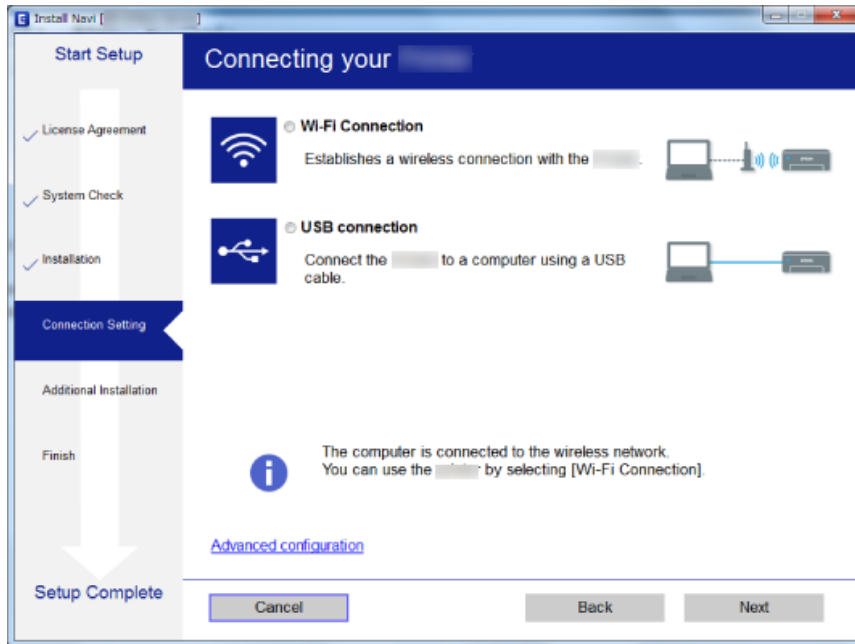 Install Navi [ ]
Start Setup
License Agreement
System Check
Installation
Connection Setting
Additional Installation
Finish
Setup Complete
Connecting your
Wi-Fi Connection
Establishes a wireless connection with the .
USB connection
Connect the to a computer using a USB
cable.
The computer is connected to the wireless network.
You can use the by selecting [Wi-Fi Connection].
Advanced configuration
Cancel
Back
Next